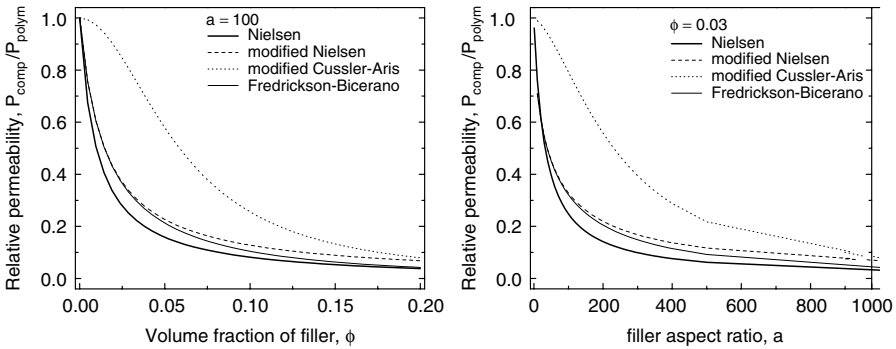 Relative permeability, P_comp/P_polym
1.0
0.8
0.6
0.4
0.2
0.0
a = 100
Nielsen
modified Nielsen
modified Cussler-Aris
Fredrickson-Bicerano
0.00
0.05
0.10
0.15
0.20
Volume fraction of filler, ϕ
Relative permeability, P_comp/P_polym
1.0
0.8
0.6
0.4
0.2
0.0
ϕ = 0.03
Nielsen
modified Nielsen
modified Cussler-Aris
Fredrickson-Bicerano
0
200
400
600
800
1000
filler aspect ratio, a